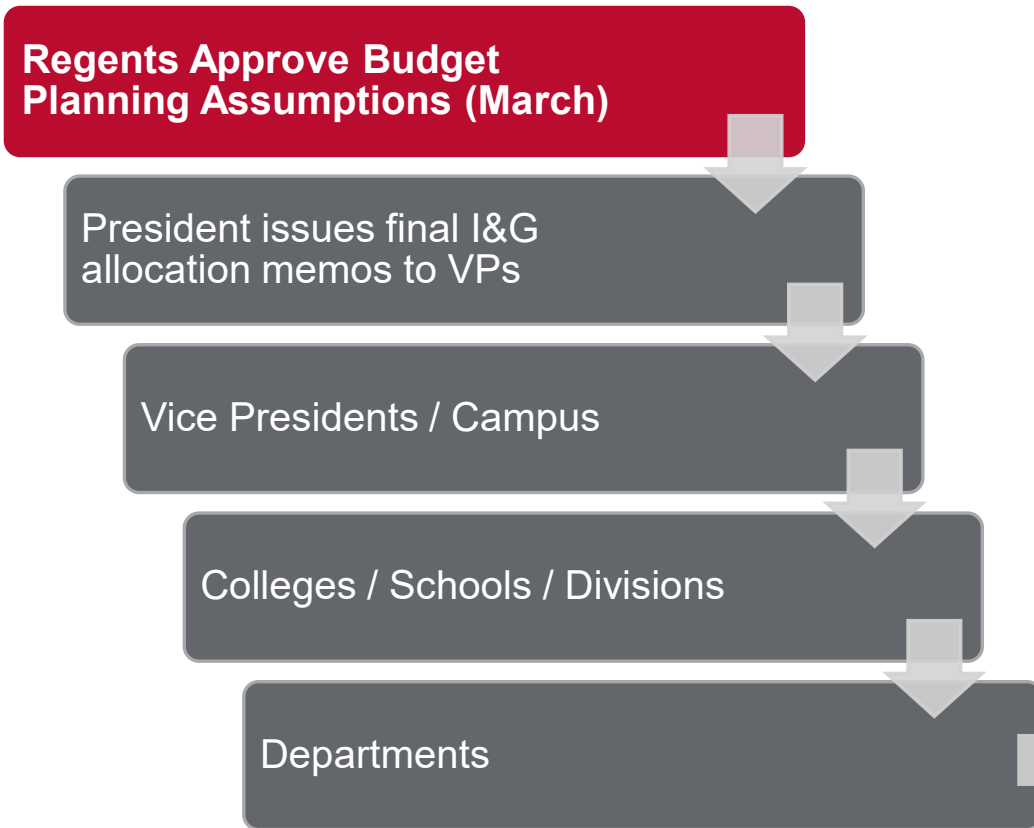 Regents Approve Budget
Planning Assumptions (March)
President issues final I&G
allocation memos to VPs
Vice Presidents / Campus
Colleges / Schools / Divisions
Departments